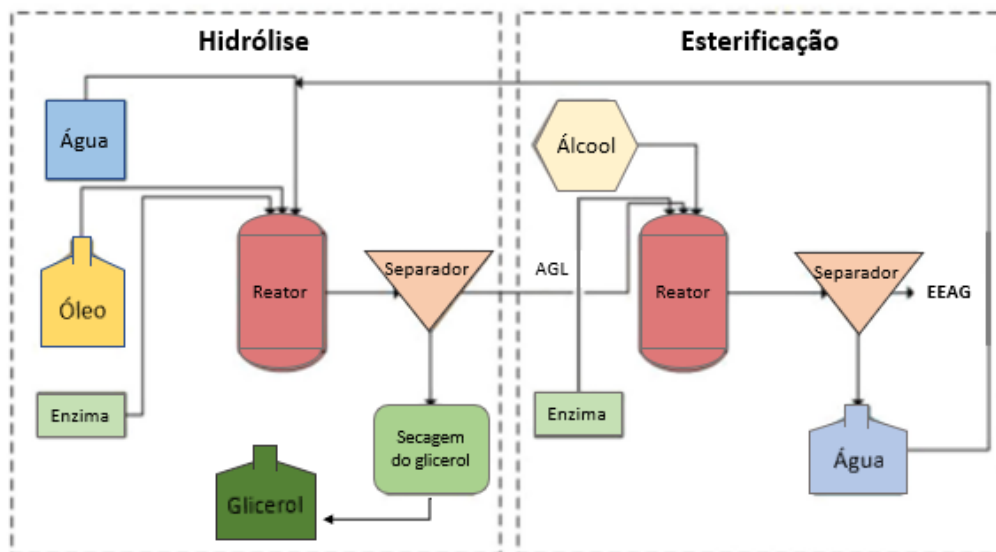 Hidrólise
Água
Óleo
Enzima
Reator
Separador
Secagem
do glicerol
Glicerol
Esterificação
Álcool
AGL
Enzima
Reator
Separador
EEAG
Água